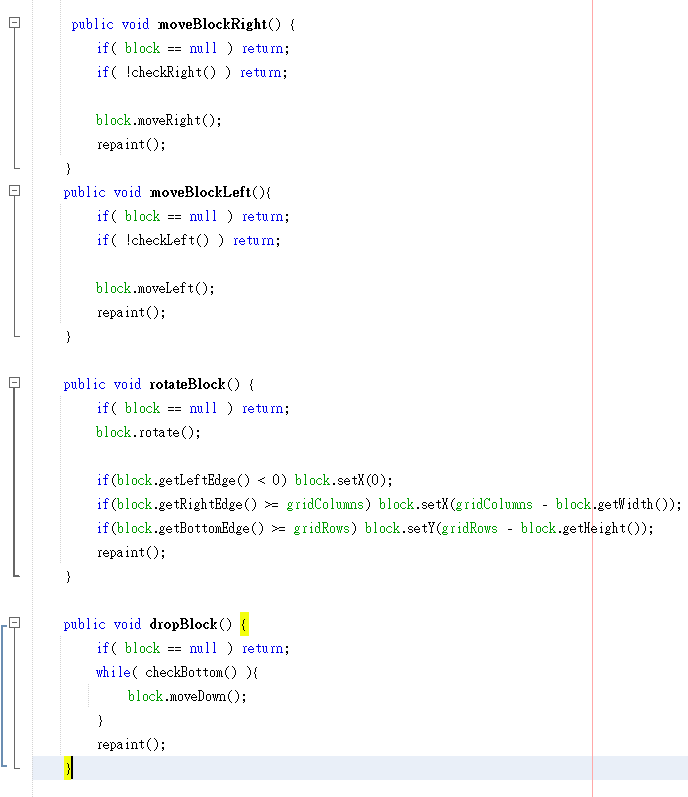 public void moveBlockRight() {
if( block == null ) return;
if( !checkRight() ) return;
block.moveRight();
repaint();
}
public void moveBlockLeft(){
if( block == null ) return;
if( !checkLeft() ) return;
block.moveLeft();
repaint();
}
public void rotateBlock() {
if( block == null ) return;
block.rotate();
if(block.getLeftEdge() < 0) block.setX(0);
if(block.getRightEdge() >= gridColumns) block.setX(gridColumns - block.getWidth());
if(block.getBottomEdge() >= gridRows) block.setY(gridRows - block.getHeight());
repaint();
}
public void dropBlock() {
if( block == null ) return;
while( checkBottom() ){
block.moveDown();
}
repaint();
}